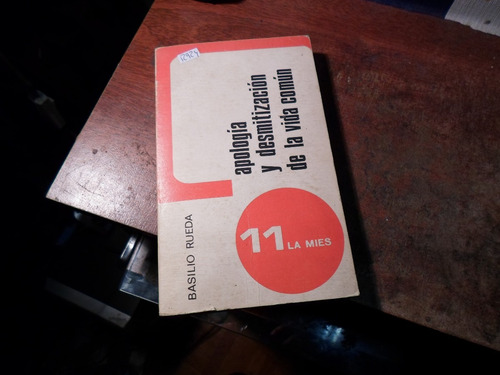 apología
y desmitización
de la vida común
BASILIO RUEDA
11 LA MIES